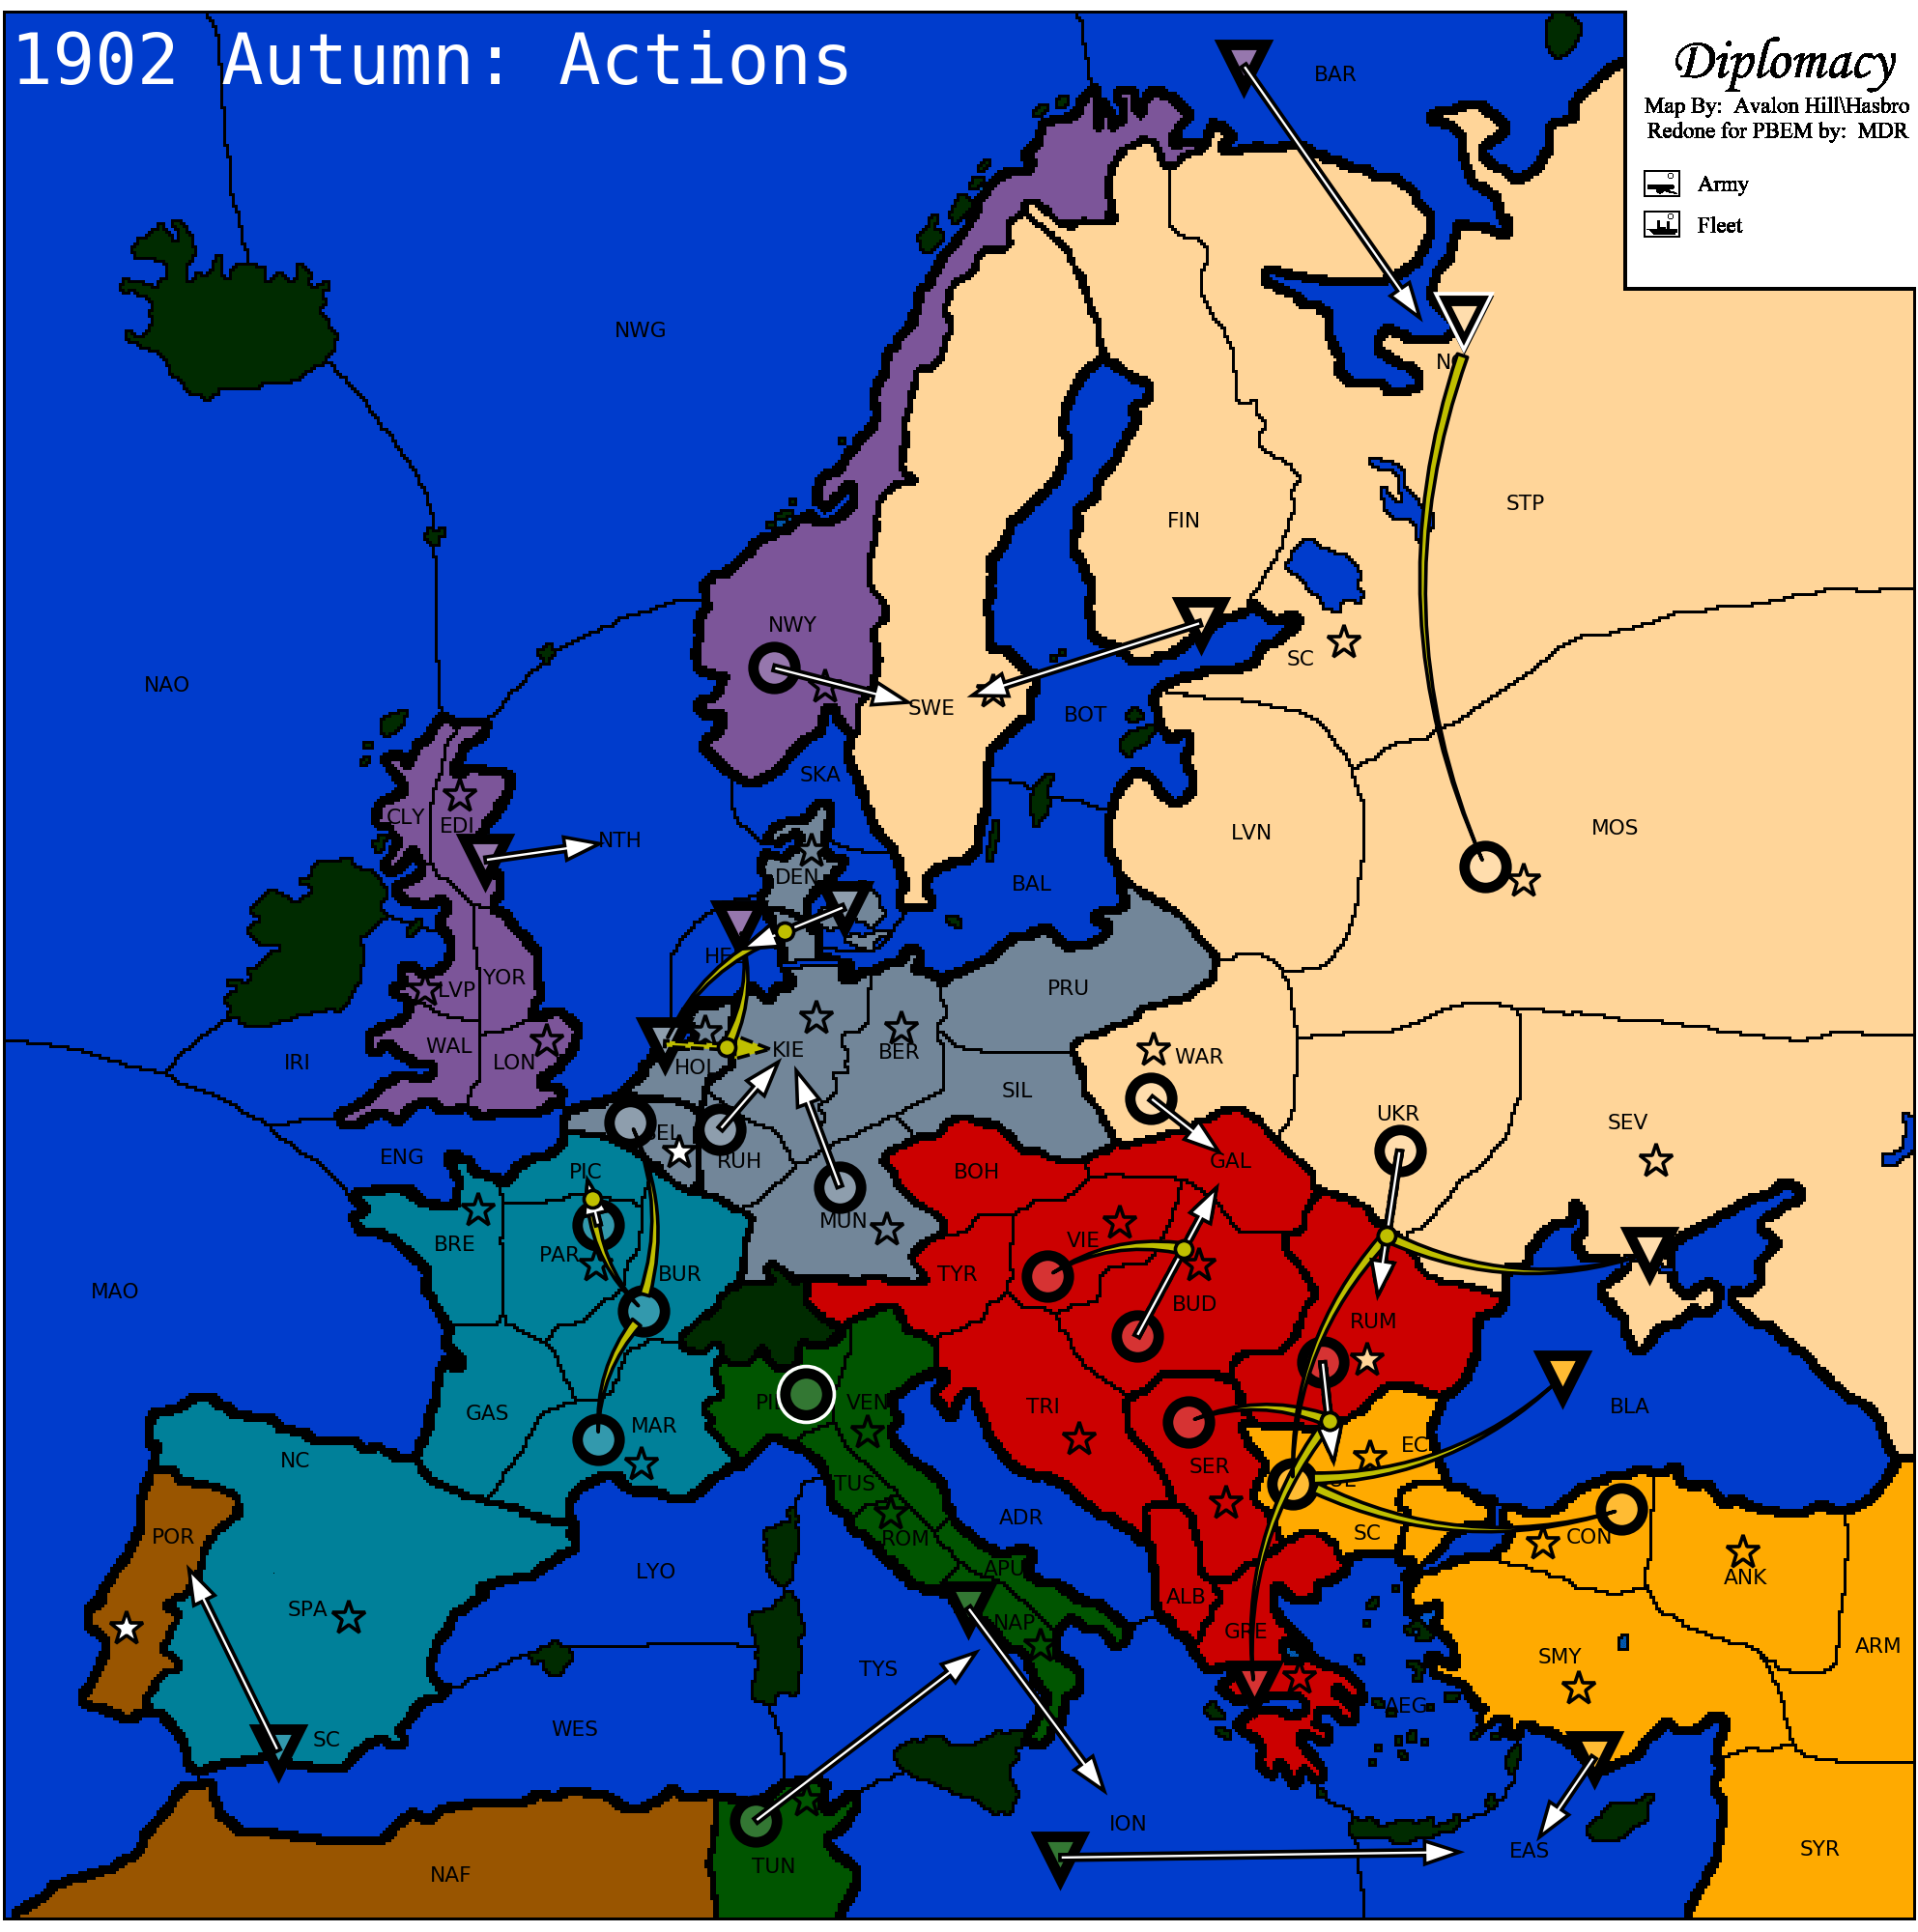 1902 Autumn: Actions
Diplomacy
Map By: Avalon Hill\Hasbro
Redone for PBEM by: MDR
Army
Fleet
BAR
NWG
STP
FIN
NWY
SC
NAO
SWE
BOT
SKA
CLY
EDI
NTH
LVN
MOS
DEN
BAL
YOR
LVP
PRU
WAL
LON
IRI
KIE
BER
HOL
WAR
SIL
UKR
SEV
ENG
PIC
RUH
BOH
GAL
MUN
BRE
PAR
VIE
TYR
BUR
MAO
BUD
RUM
GAS
MAR
VEN
TRI
BLA
NC
SER
TUS
ROM
ADR
SC
CON
POR
LYO
APU
ALB
ANK
SPA
NAP
GRE
SMY
ARM
TYS
AEG
WES
SC
ION
EAS
SYR
TUN
NAF